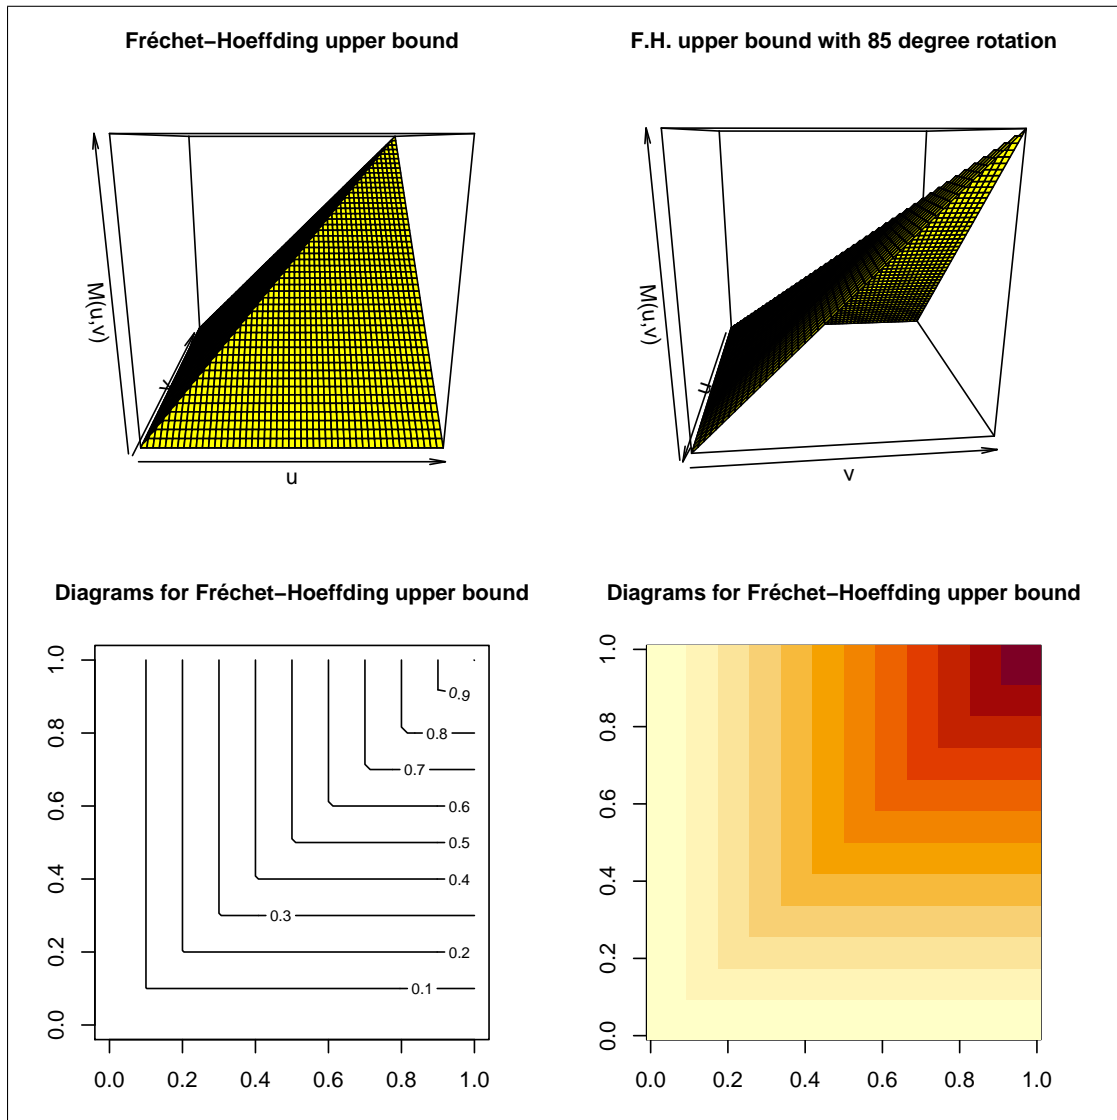 Fréchet−Hoeffding upper bound
F.H. upper bound with 85 degree rotation
M(u,v)
v
u
M(u,v)
u
v
Diagrams for Fréchet−Hoeffding upper bound
Diagrams for Fréchet−Hoeffding upper bound
1.0
0.8
0.6
0.4
0.2
0.0
0.9
0.8
0.7
0.6
0.5
0.4
0.3
0.2
0.1
0.0 0.2 0.4 0.6 0.8 1.0
1.0
0.8
0.6
0.4
0.2
0.0
0.0 0.2 0.4 0.6 0.8 1.0